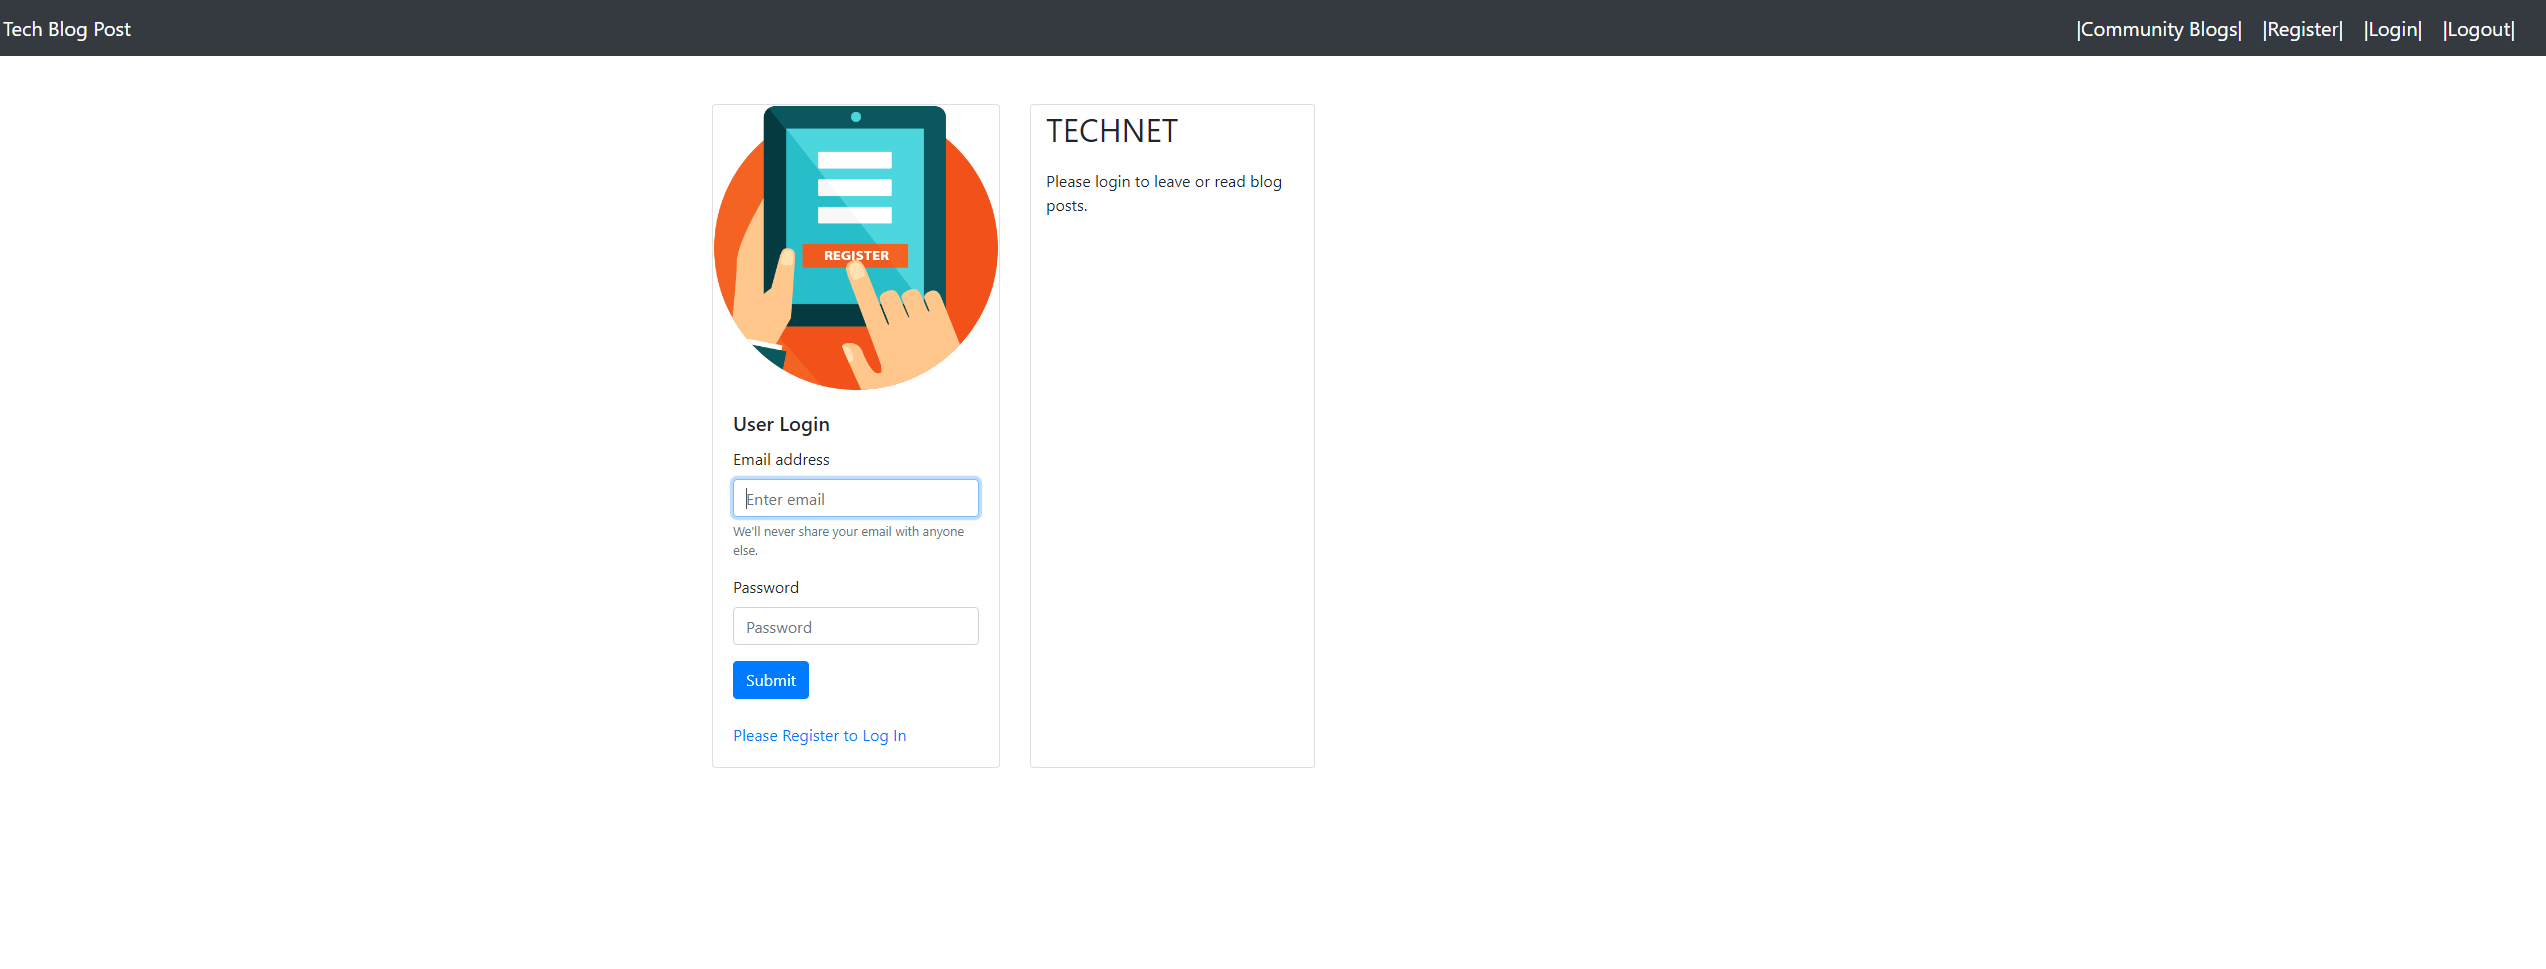 Tech Blog Post
|Community Blogs| |Register| |Login| |Logout|
REGISTER
User Login
Email address
Enter email
We'll never share your email with anyone
else.
Password
Password
Submit
Please Register to Log In
TECHNET
Please login to leave or read blog
posts.